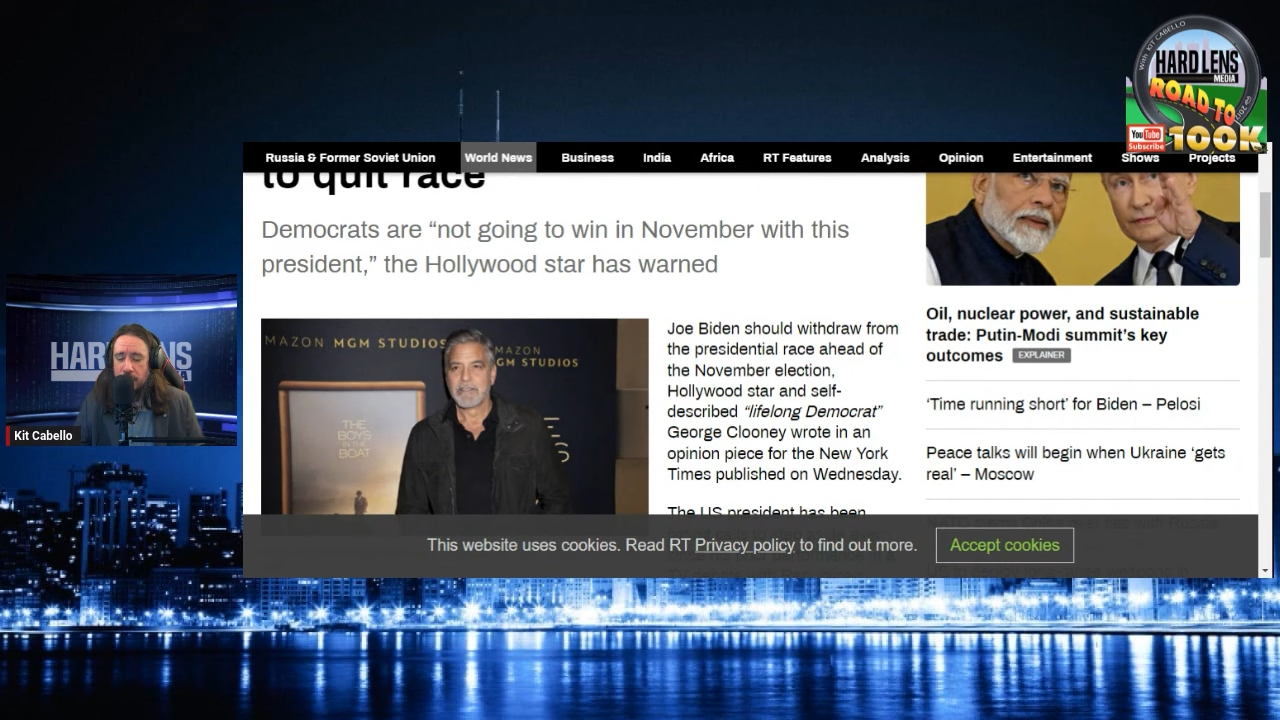 With KIT CABELLO
HARD LENS
MEDIA
ROAD TO
YouTube
Subscribe
100K
Russia & Former Soviet Union World News Business India Africa RT Features Analysis Opinion Entertainment Shows Projects
to quit race
Democrats are “not going to win in November with this
president,” the Hollywood star has warned
AMAZON MGM STUDIOS
AMAZON
GM STUDIOS
THE
BOYS
IN THE
BOAT
Joe Biden should withdraw from
the presidential race ahead of
the November election,
Hollywood star and self-
described “lifelong Democrat”
George Clooney wrote in an
opinion piece for the New York
Times published on Wednesday.
The US president has been
Oil, nuclear power, and sustainable
trade: Putin-Modi summit’s key
outcomes EXPLAINER
‘Time running short’ for Biden – Pelosi
Peace talks will begin when Ukraine ‘gets
real’ – Moscow
This website uses cookies. Read RT Privacy policy to find out more. Accept cookies
Kit Cabello